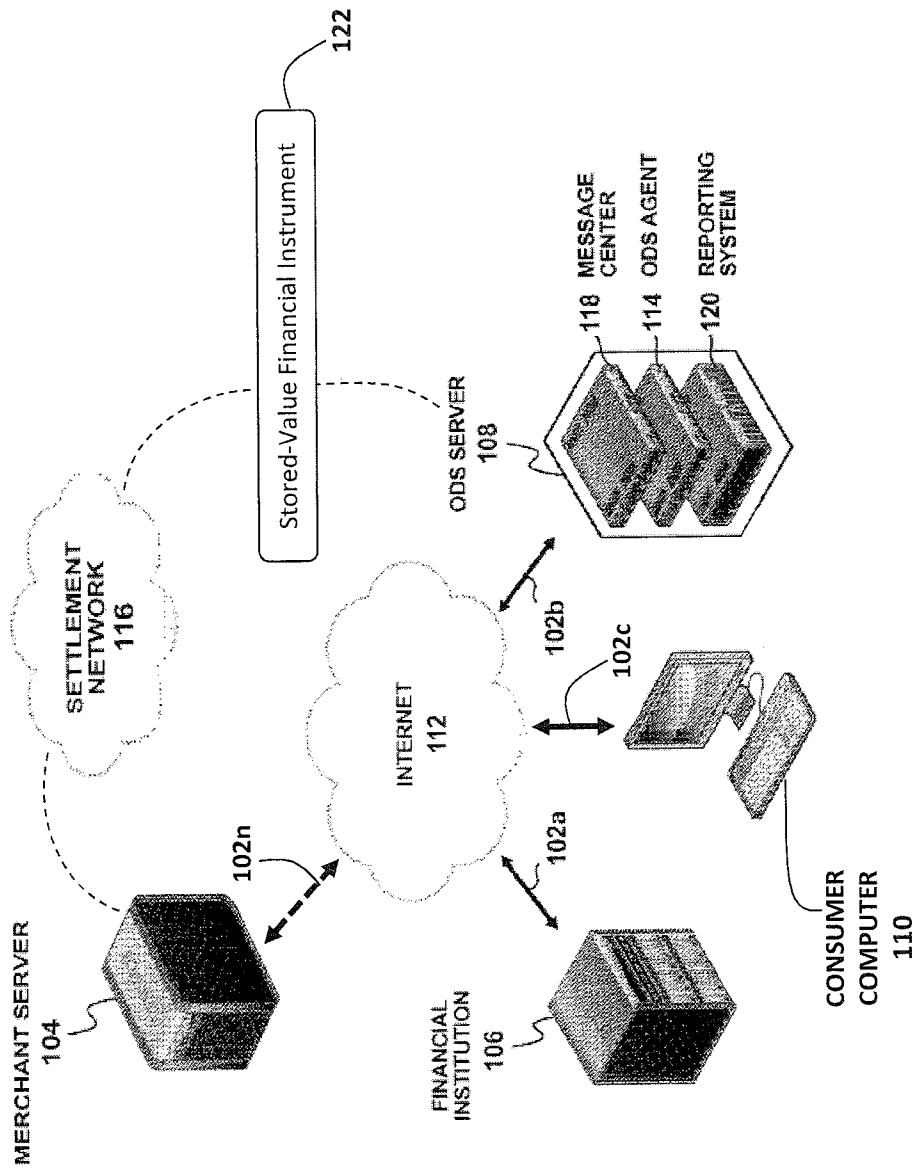 MERCHANT SERVER
104
SETTLEMENT
NETWORK
116
122
Stored-Value Financial Instrument
102n
INTERNET
112
ODS SERVER
108
118 MESSAGE
CENTER
114 ODS AGENT
120 REPORTING
SYSTEM
102b
102c
102a
FINANCIAL
INSTITUTION
106
CONSUMER
COMPUTER
110